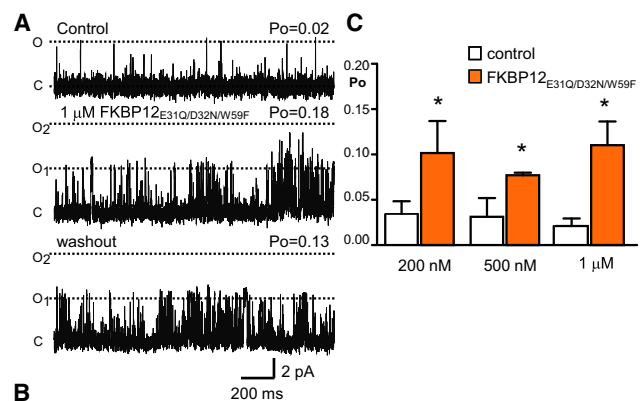 A
Control Po=0.02
O
C
1 μM FKBP12E31Q/D32N/W59F Po=0.18
O2
O1
C
washout Po=0.13
O2
O1
C
2 pA
200 ms
B
C
control
FKBP12E31Q/D32N/W59F
0.20
Po
0.15
0.10
0.05
0.00
* * *
200 nM 500 nM 1 μM